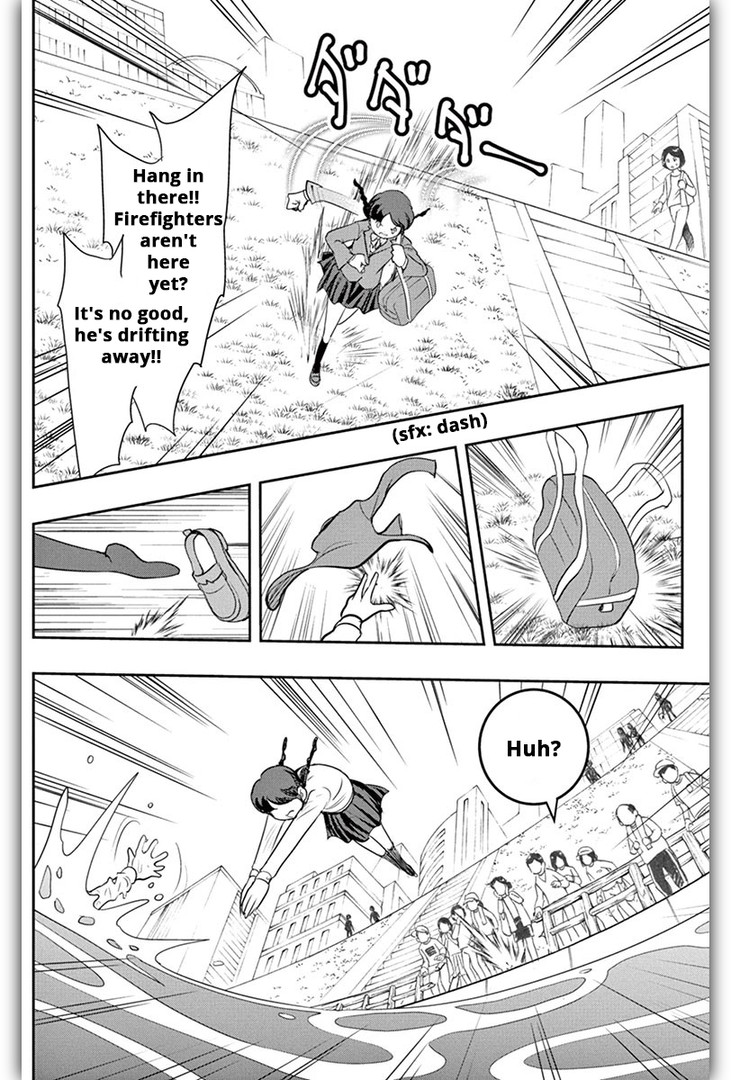 ダダダー
Hang in
there!!
Firefighters
aren't
here
yet?
It's no good,
he's drifting
away!!
(sfx: dash)
Huh?